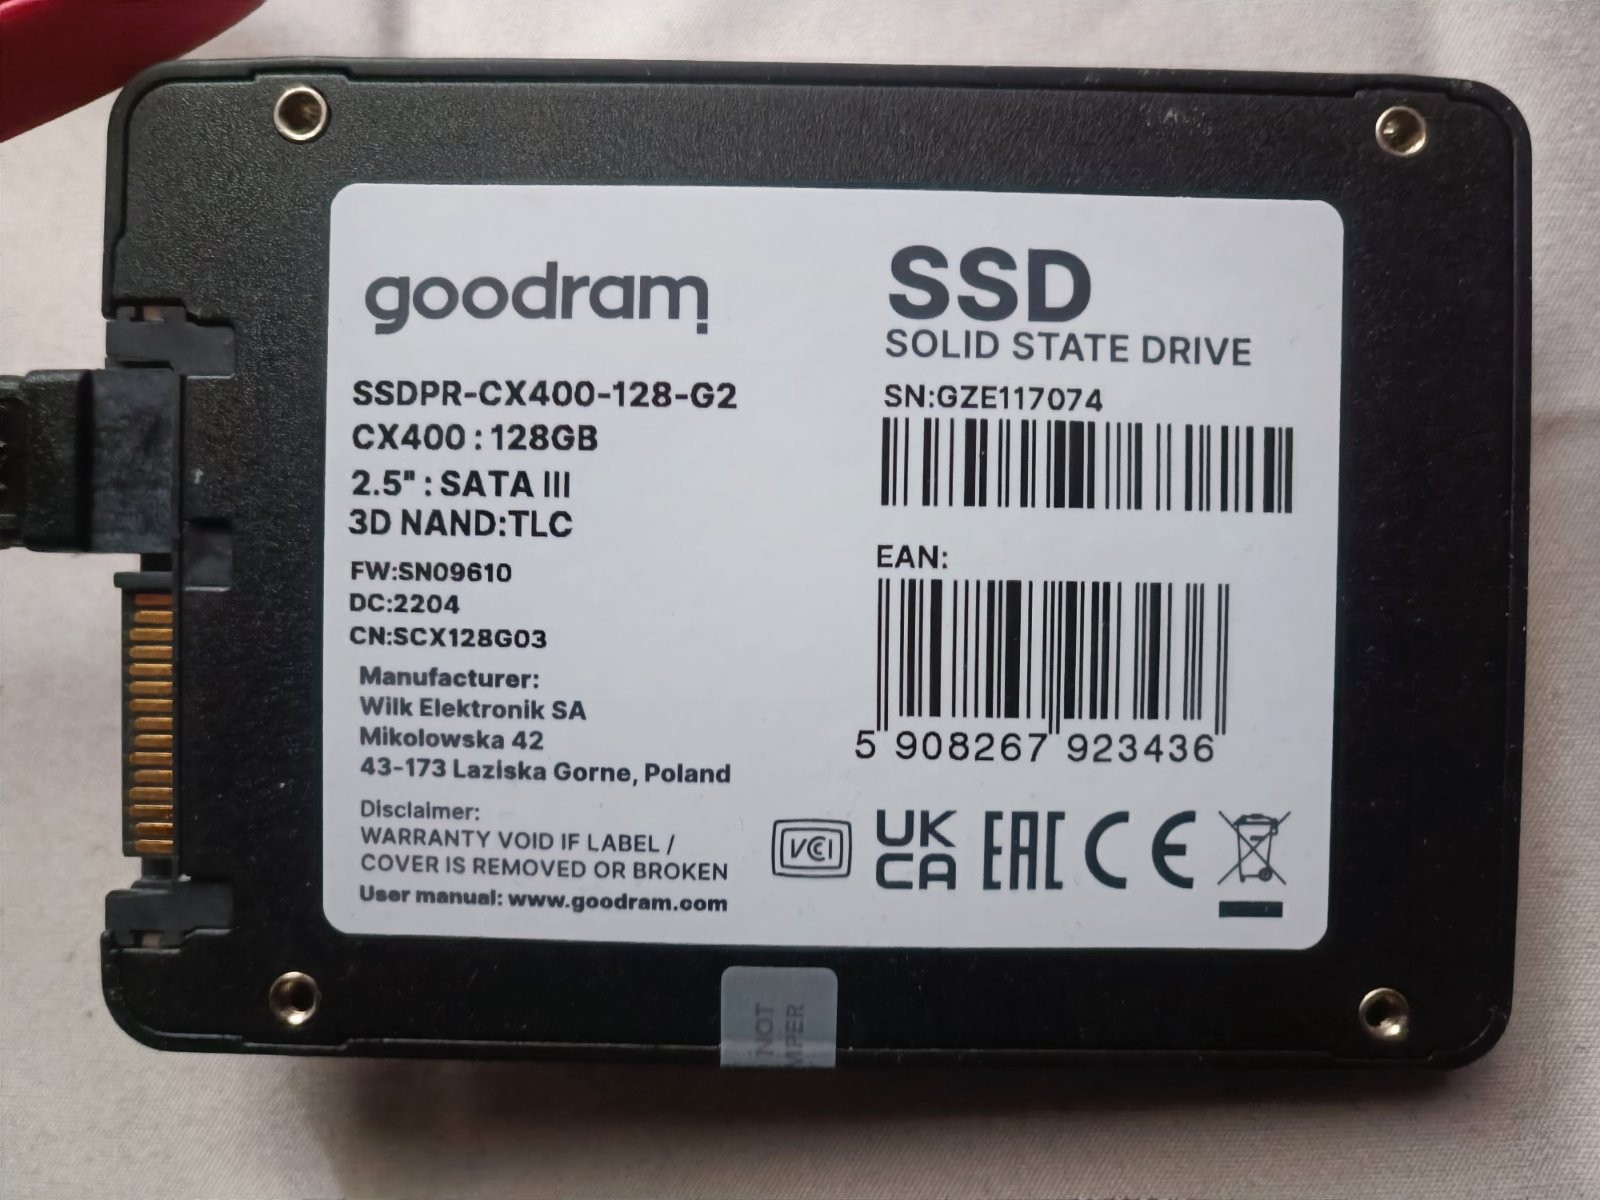 goodram
SSDPR-CX400-128-G2
CX400 : 128GB
2.5" : SATA III
3D NAND:TLC
FW:SN09610
DC:2204
CN:SCX128G03
Manufacturer:
Wilk Elektronik SA
Mikolowska 42
43-173 Laziska Gorne, Poland
Disclaimer:
WARRANTY VOID IF LABEL /
COVER IS REMOVED OR BROKEN
User manual: www.goodram.com
SSD
SOLID STATE DRIVE
SN:GZE117074
EAN:
5 908267 923436
VCCI
UK
CA
EAC
CE
NOT